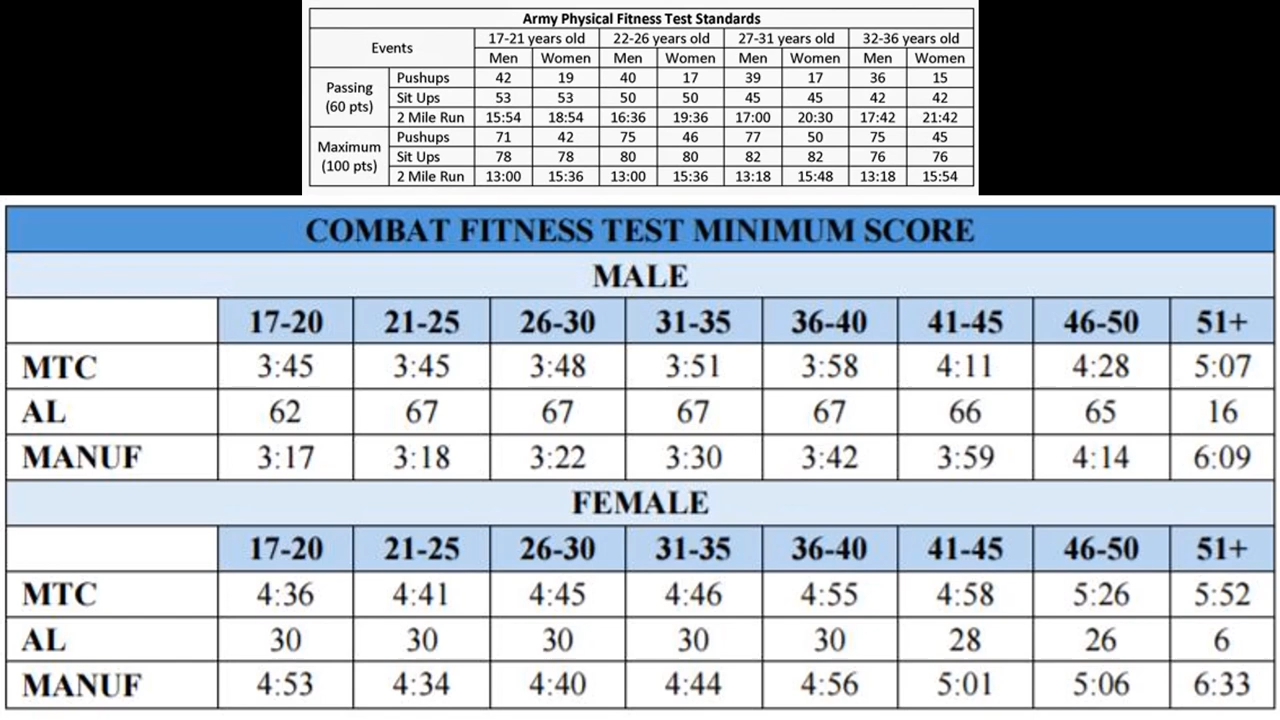 Army Physical Fitness Test Standards
Events 17-21 years old 22-26 years old 27-31 years old 32-36 years old
Men Women Men Women Men Women Men Women
Passing (60 pts) Pushups 42 19 40 17 39 17 36 15
Sit Ups 53 53 50 50 45 45 42 42
2 Mile Run 15:54 18:54 16:36 19:36 17:00 20:30 17:42 21:42
Maximum (100 pts) Pushups 71 42 75 46 77 50 75 45
Sit Ups 78 78 80 80 82 82 76 76
2 Mile Run 13:00 15:36 13:00 15:36 13:18 15:48 13:18 15:54
COMBAT FITNESS TEST MINIMUM SCORE
MALE
17-20 21-25 26-30 31-35 36-40 41-45 46-50 51+
MTC 3:45 3:45 3:48 3:51 3:58 4:11 4:28 5:07
AL 62 67 67 67 67 66 65 16
MANUF 3:17 3:18 3:22 3:30 3:42 3:59 4:14 6:09
FEMALE
17-20 21-25 26-30 31-35 36-40 41-45 46-50 51+
MTC 4:36 4:41 4:45 4:46 4:55 4:58 5:26 5:52
AL 30 30 30 30 30 28 26 6
MANUF 4:53 4:34 4:40 4:44 4:56 5:01 5:06 6:33